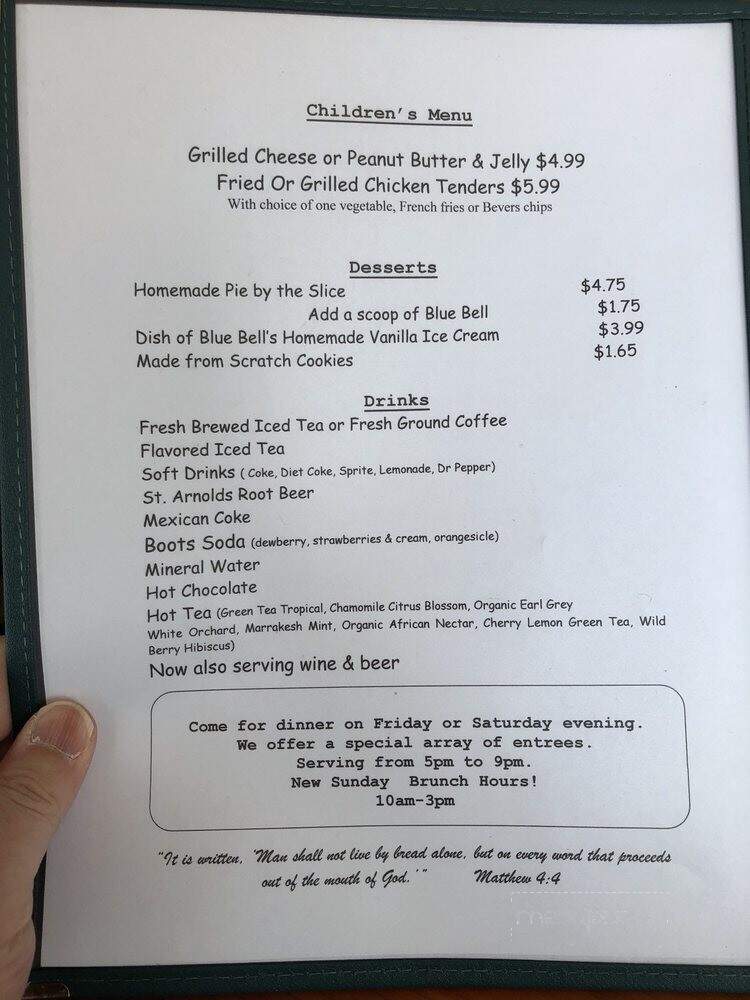 Children's Menu
Grilled Cheese or Peanut Butter & Jelly $4.99
Fried Or Grilled Chicken Tenders $5.99
With choice of one vegetable, French fries or Bevers chips
Desserts
Homemade Pie by the Slice $4.75
Add a scoop of Blue Bell $1.75
Dish of Blue Bell's Homemade Vanilla Ice Cream $3.99
Made from Scratch Cookies $1.65
Drinks
Fresh Brewed Iced Tea or Fresh Ground Coffee
Flavored Iced Tea
Soft Drinks ( Coke, Diet Coke, Sprite, Lemonade, Dr Pepper)
St. Arnolds Root Beer
Mexican Coke
Boots Soda (dewberry, strawberries & cream, orangesicle)
Mineral Water
Hot Chocolate
Hot Tea (Green Tea Tropical, Chamomile Citrus Blossom, Organic Earl Grey
White Orchard, Marrakesh Mint, Organic African Nectar, Cherry Lemon Green Tea, Wild
Berry Hibiscus)
Now also serving wine & beer
Come for dinner on Friday or Saturday evening.
We offer a special array of entrees.
Serving from 5pm to 9pm.
New Sunday Brunch Hours!
10am-3pm
"It is written, 'Man shall not live by bread alone, but on every word that proceeds
out of the mouth of God.'" Matthew 4:4